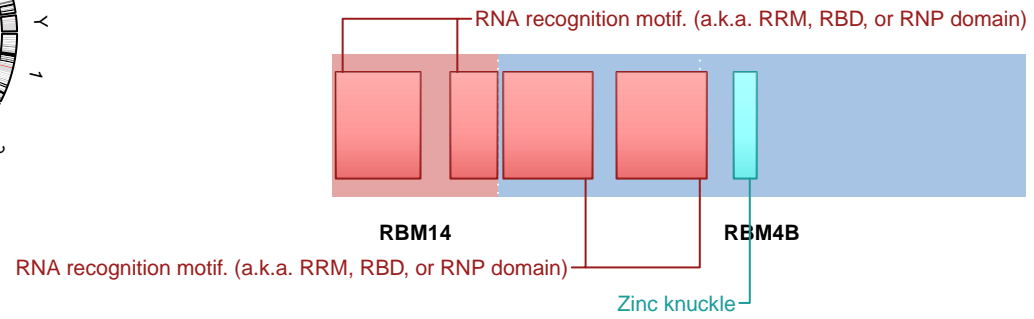 Y
1
RNA recognition motif. (a.k.a. RRM, RBD, or RNP domain)
RBM14
RBM4B
RNA recognition motif. (a.k.a. RRM, RBD, or RNP domain)
Zinc knuckle